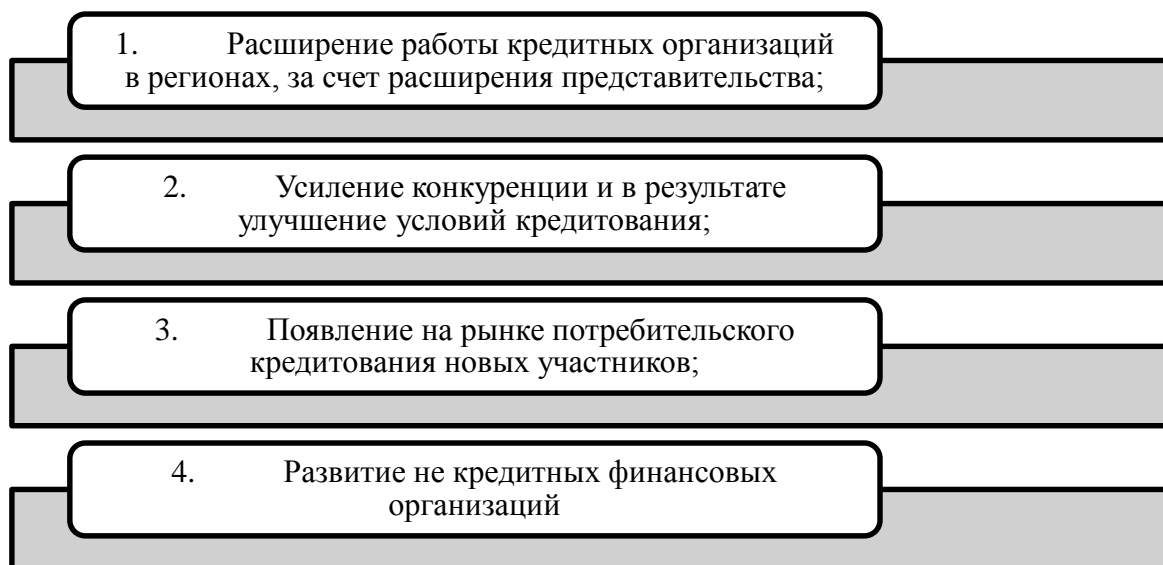 1. Расширение работы кредитных организаций
в регионах, за счет расширения представительства;
2. Усиление конкуренции и в результате
улучшение условий кредитования;
3. Появление на рынке потребительского
кредитования новых участников;
4. Развитие не кредитных финансовых
организаций